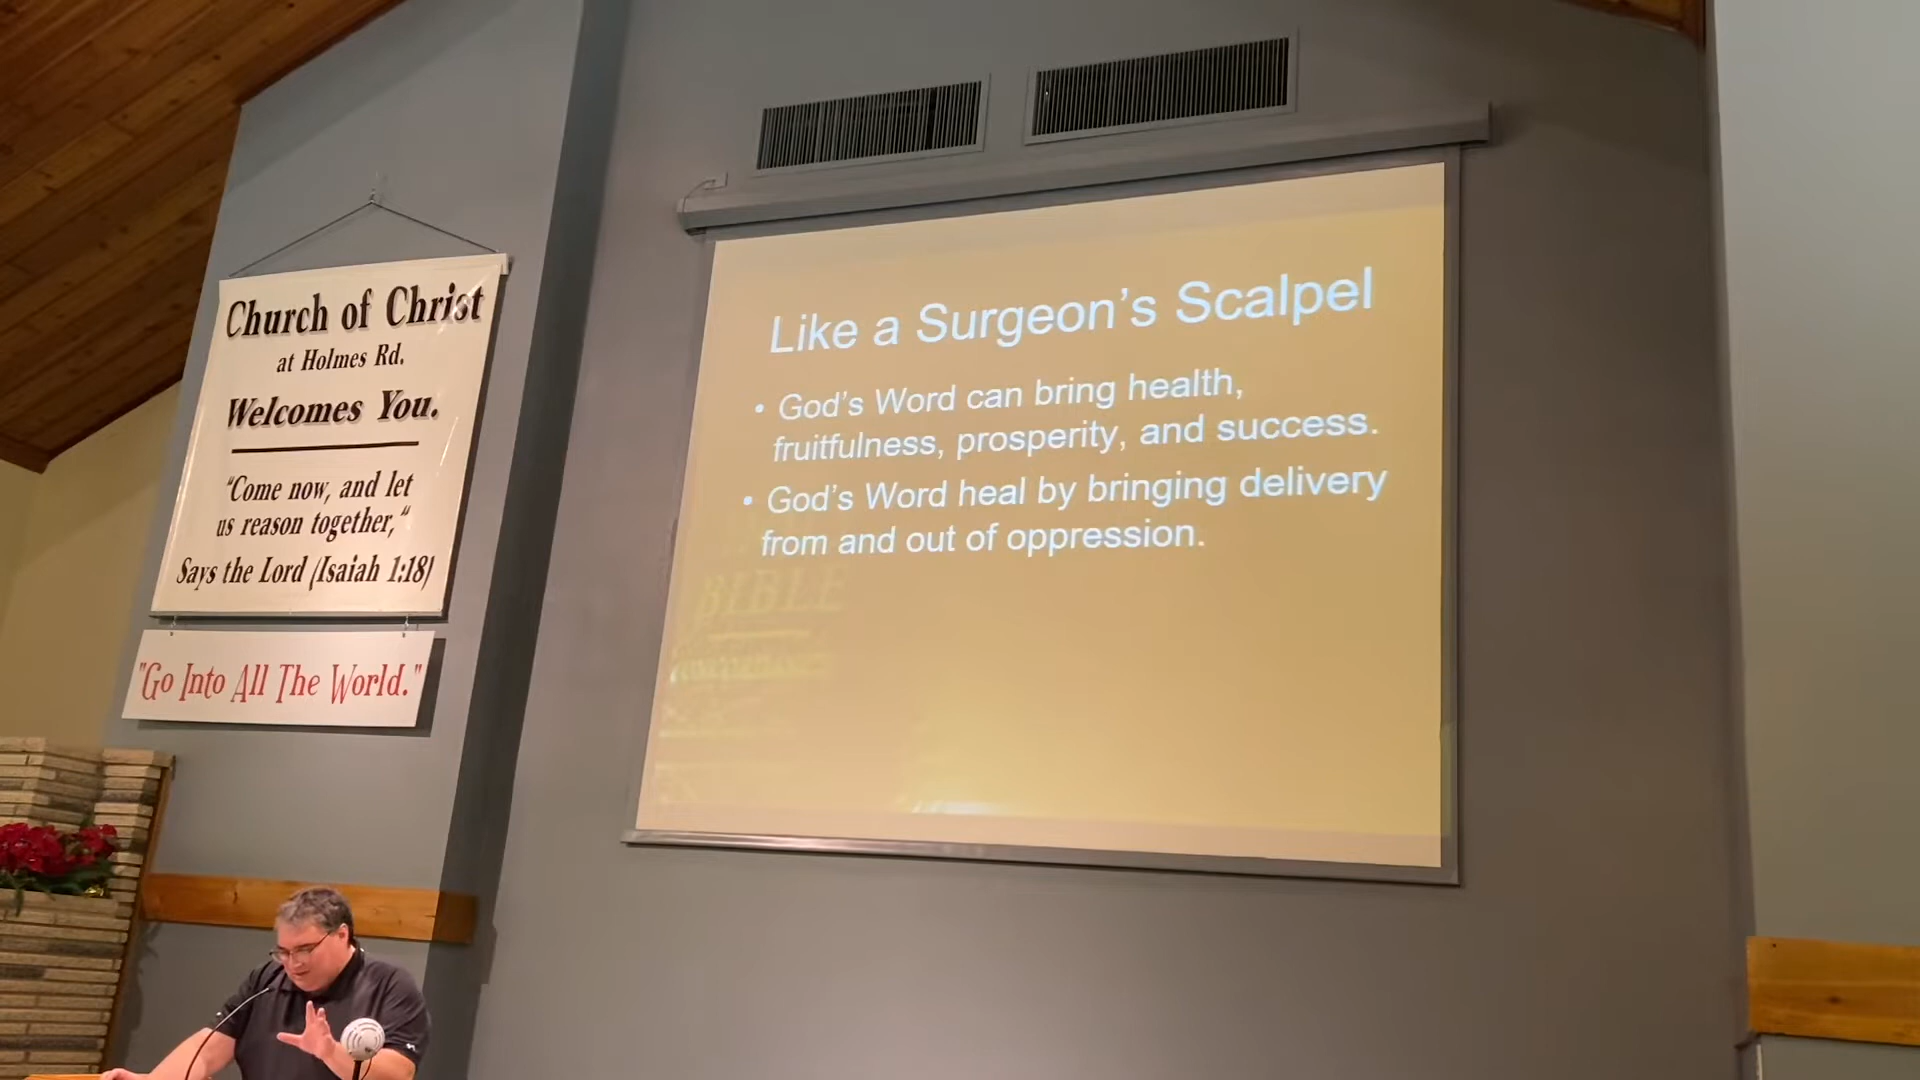 Church of Christ
at Holmes Rd.
Welcomes You.
"Come now, and let
us reason together,"
Says the Lord (Isaiah 1:18)
"Go Into All The World."
Like a Surgeon's Scalpel
• God's Word can bring health,
fruitfulness, prosperity, and success.
• God's Word heal by bringing delivery
from and out of oppression.
BIBLE